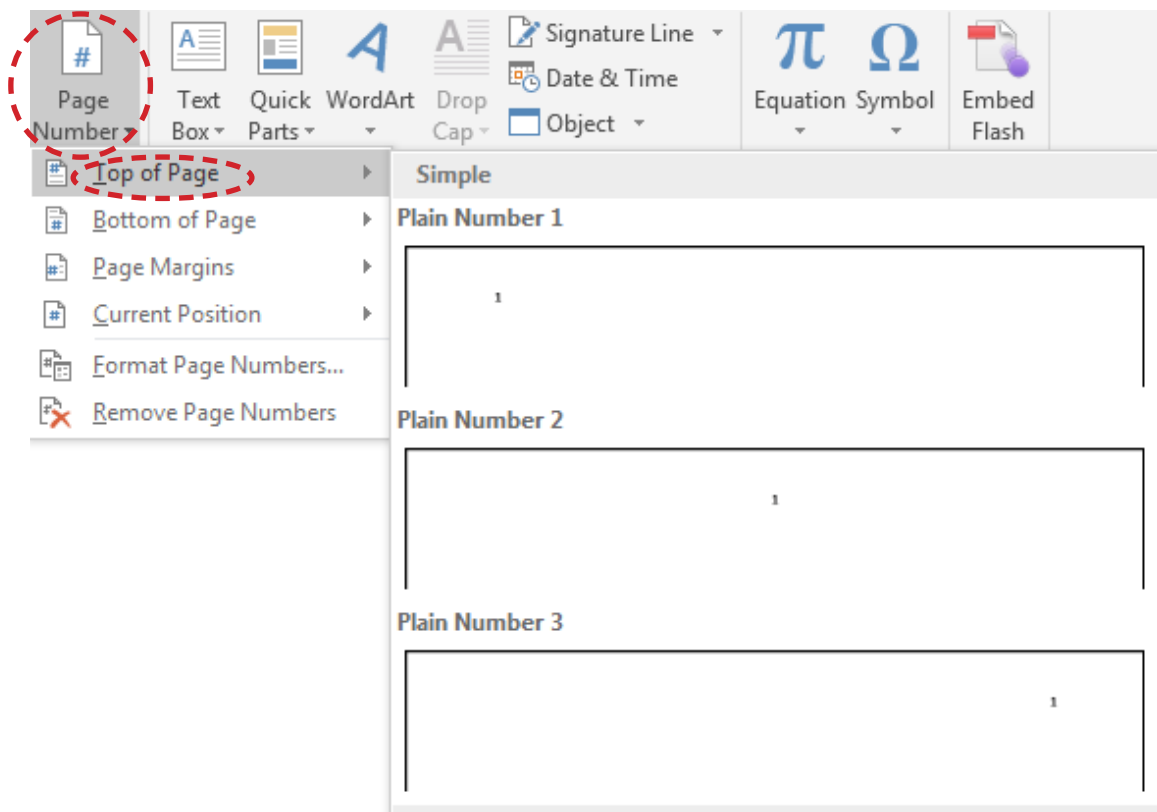 Page Number
Text Box
Quick Parts
WordArt
Drop Cap
Signature Line
Date & Time
Object
Equation
Symbol
Embed Flash
Top of Page
Bottom of Page
Page Margins
Current Position
Format Page Numbers...
Remove Page Numbers
Simple
Plain Number 1
1
Plain Number 2
1
Plain Number 3
1